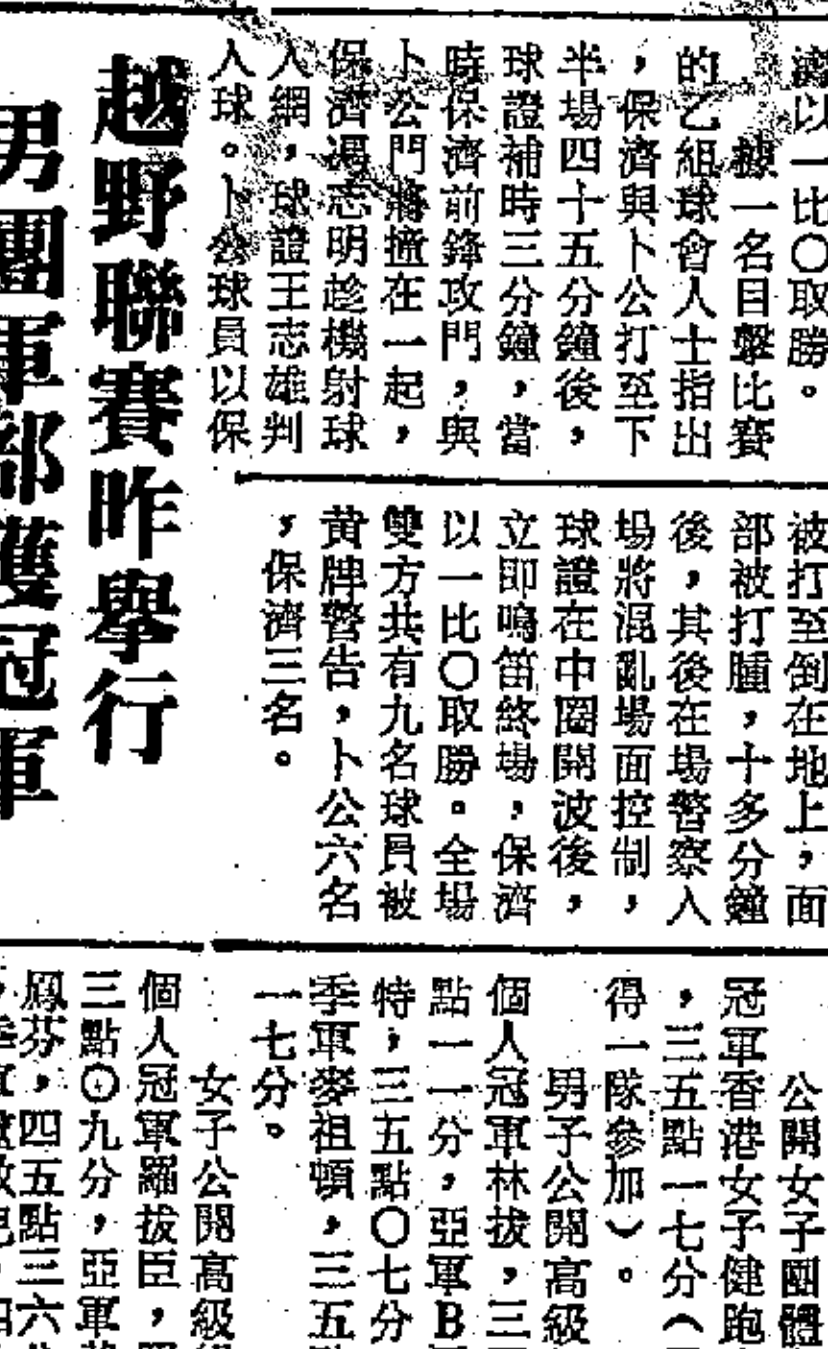 濟以一比〇取勝。
據一名目擊比賽
的乙組球會人士指出
，保濟與卜公打至下
半場四十五分鐘後，
球證補時三分鐘，當
時保濟前鋒攻門，與
卜公門將撞在一起，
保濟馮志明趁機射球
入網，球證王志雄判
入球。卜公球員以保
被打至倒在地上，面
部被打腫，十多分鐘
後，其後在場警察入
場將混亂場面控制，
球證在中圈開波後，
立即鳴笛終場，保濟
以一比〇取勝。全場
雙方共有九名球員被
黃牌警告，卜公六名
，保濟三名。
越野聯賽昨舉行
男團軍部獲冠軍
公開女子團體
冠軍香港女子健跑
，三五點一七分（
得一隊參加）。
男子公開高級
個人冠軍林拔，三
點一一分，亞軍B
特，三五點〇七分
季軍麥祖頓，三五
一七分。
女子公開高級
個人冠軍羅拔臣，
三點〇九分，亞軍
鳳芬，四五點三六